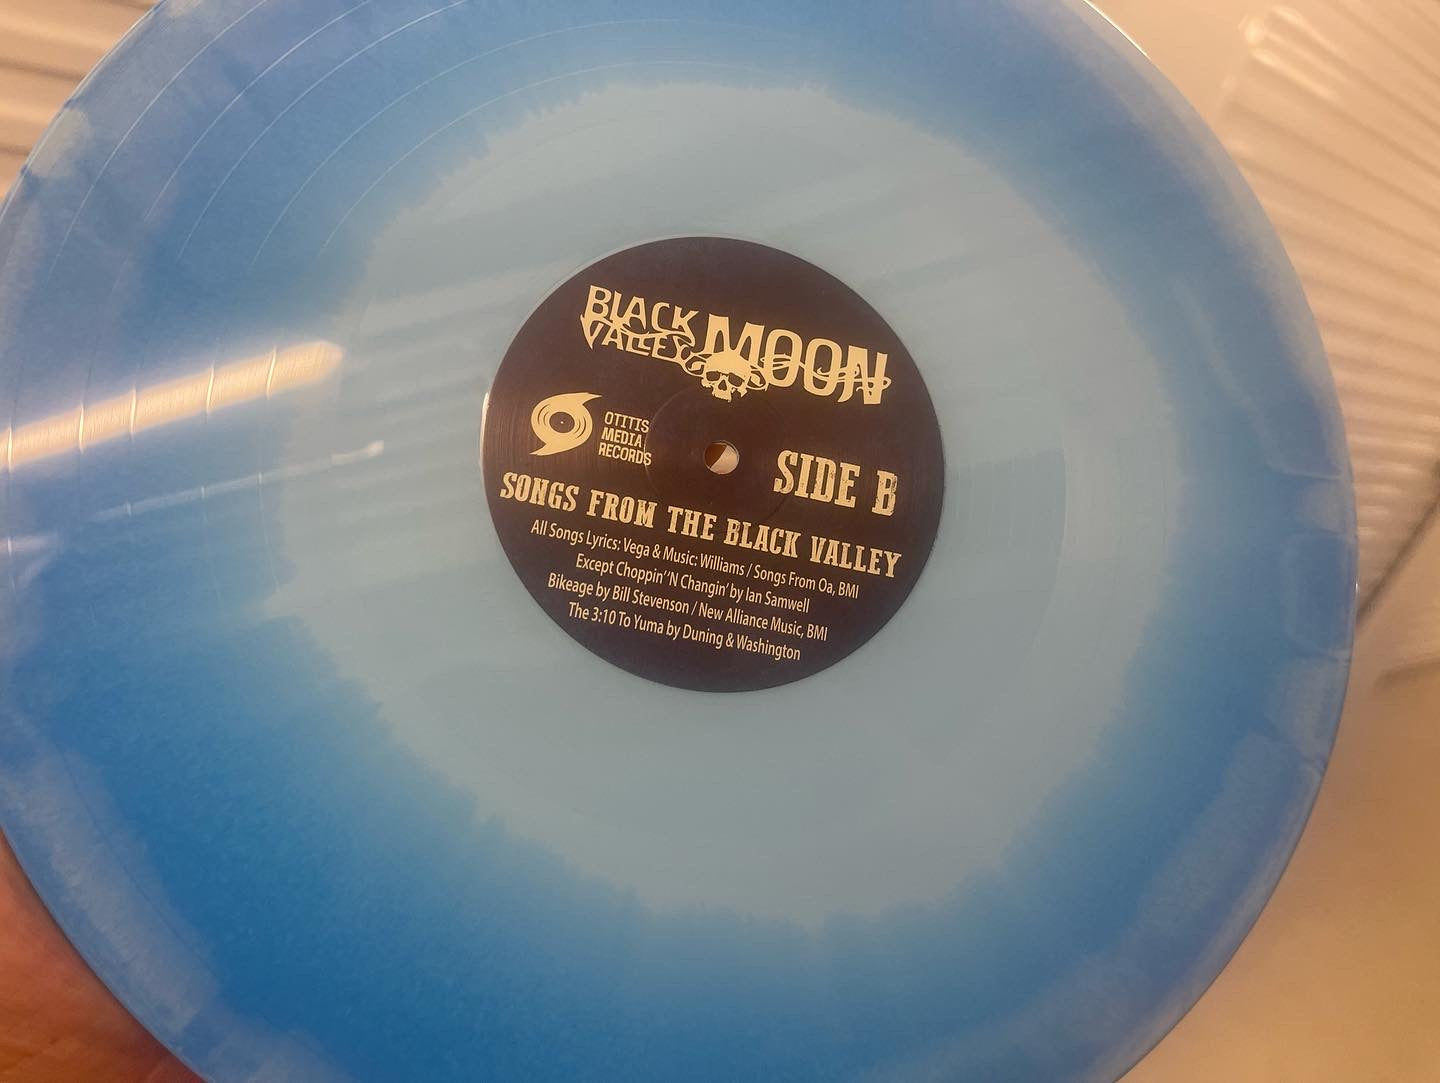 BLACK
VALLEY MOON
OTITIS
MEDIA
RECORDS
SIDE B
SONGS FROM THE BLACK VALLEY
All Songs Lyrics: Vega & Music: Williams / Songs From Oa, BMI
Except Choppin' 'N Changin' by Ian Samwell
Bikeage by Bill Stevenson / New Alliance Music, BMI
The 3:10 To Yuma by Duning & Washington